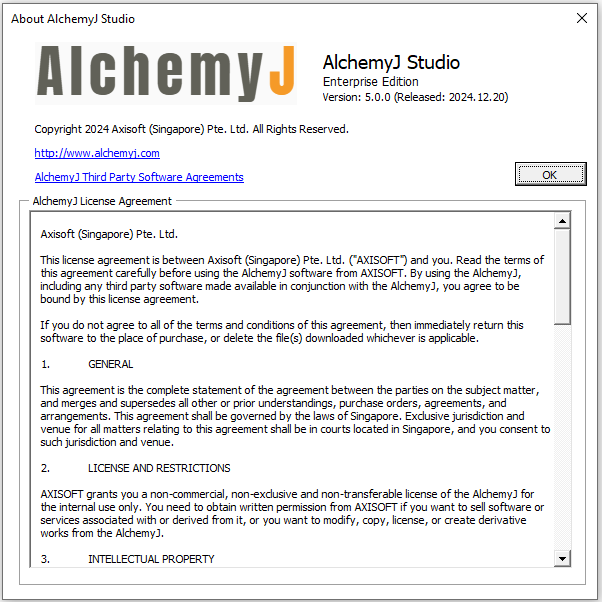 About AlchemyJ Studio
AlchemyJ
AlchemyJ Studio
Enterprise Edition
Version: 5.0.0 (Released: 2024.12.20)
Copyright 2024 Axisoft (Singapore) Pte. Ltd. All Rights Reserved.
http://www.alchemyj.com
AlchemyJ Third Party Software Agreements
OK
AlchemyJ License Agreement
Axisoft (Singapore) Pte. Ltd.
This license agreement is between Axisoft (Singapore) Pte. Ltd. ("AXISOFT") and you. Read the terms of
this agreement carefully before using the AlchemyJ software from AXISOFT. By using the AlchemyJ,
including any third party software made available in conjunction with the AlchemyJ, you agree to be
bound by this license agreement.
If you do not agree to all of the terms and conditions of this agreement, then immediately return this
software to the place of purchase, or delete the file(s) downloaded whichever is applicable.
1. GENERAL
This agreement is the complete statement of the agreement between the parties on the subject matter,
and merges and supersedes all other or prior understandings, purchase orders, agreements, and
arrangements. This agreement shall be governed by the laws of Singapore. Exclusive jurisdiction and
venue for all matters relating to this agreement shall be in courts located in Singapore, and you consent to
such jurisdiction and venue.
2. LICENSE AND RESTRICTIONS
AXISOFT grants you a non-commercial, non-exclusive and non-transferable license of the AlchemyJ for
the internal use only. You need to obtain written permission from AXISOFT if you want to sell software or
services associated with or derived from it, or you want to modify, copy, license, or create derivative
works from the AlchemyJ.
3. INTELLECTUAL PROPERTY